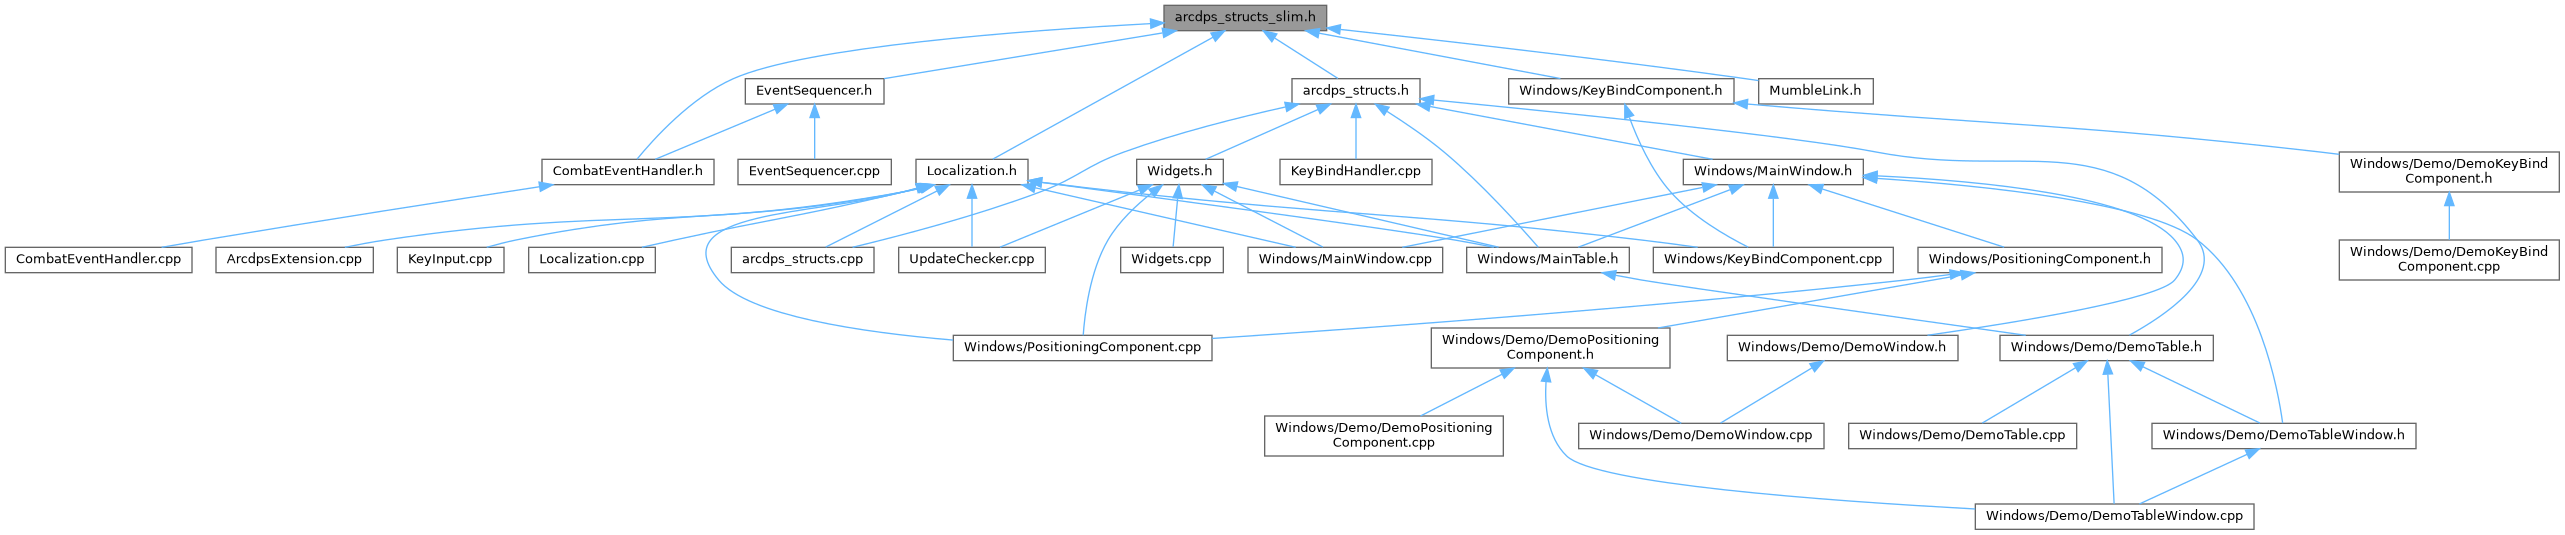 arcdps_structs_slim.h
EventSequencer.h
arcdps_structs.h
Windows/KeyBindComponent.h
MumbleLink.h
CombatEventHandler.h
EventSequencer.cpp
Localization.h
Widgets.h
KeyBindHandler.cpp
Windows/MainWindow.h
Windows/Demo/DemoKeyBind
Component.h
CombatEventHandler.cpp
ArcdpsExtension.cpp
KeyInput.cpp
Localization.cpp
arcdps_structs.cpp
UpdateChecker.cpp
Widgets.cpp
Windows/MainWindow.cpp
Windows/MainTable.h
Windows/KeyBindComponent.cpp
Windows/PositioningComponent.h
Windows/Demo/DemoKeyBind
Component.cpp
Windows/PositioningComponent.cpp
Windows/Demo/DemoPositioning
Component.h
Windows/Demo/DemoWindow.h
Windows/Demo/DemoTable.h
Windows/Demo/DemoPositioning
Component.cpp
Windows/Demo/DemoWindow.cpp
Windows/Demo/DemoTable.cpp
Windows/Demo/DemoTableWindow.h
Windows/Demo/DemoTableWindow.cpp